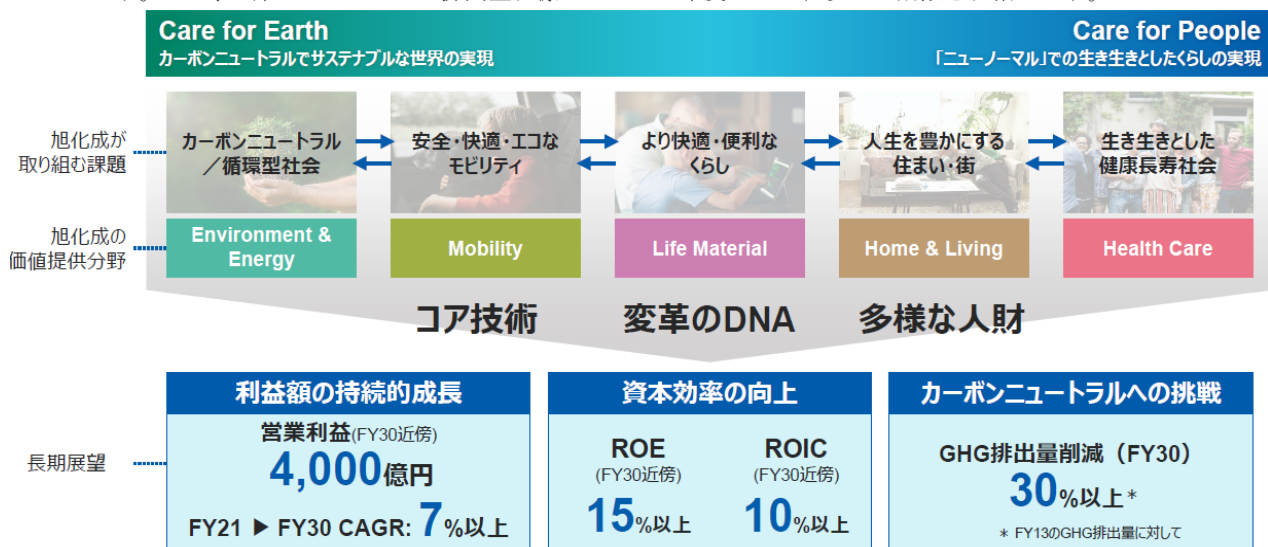 Care for Earth
カーボンニュートラルでサステナブルな世界の実現
Care for People
「ニューノーマル」での生き生きとしたくらしの実現
旭化成が
取り組む課題
カーボンニュートラル
／循環型社会
安全・快適・エコな
モビリティ
より快適・便利な
くらし
人生を豊かにする
住まい・街
生き生きとした
健康長寿社会
旭化成の
価値提供分野
Environment &
Energy
Mobility
Life Material
Home & Living
Health Care
コア技術
変革のDNA
多様な人財
長期展望
利益額の持続的成長
営業利益(FY30近傍)
4,000億円
FY21 ▶ FY30 CAGR: 7%以上
資本効率の向上
ROE
(FY30近傍)
15%以上
ROIC
(FY30近傍)
10%以上
カーボンニュートラルへの挑戦
GHG排出量削減（FY30）
30%以上*
* FY13のGHG排出量に対して